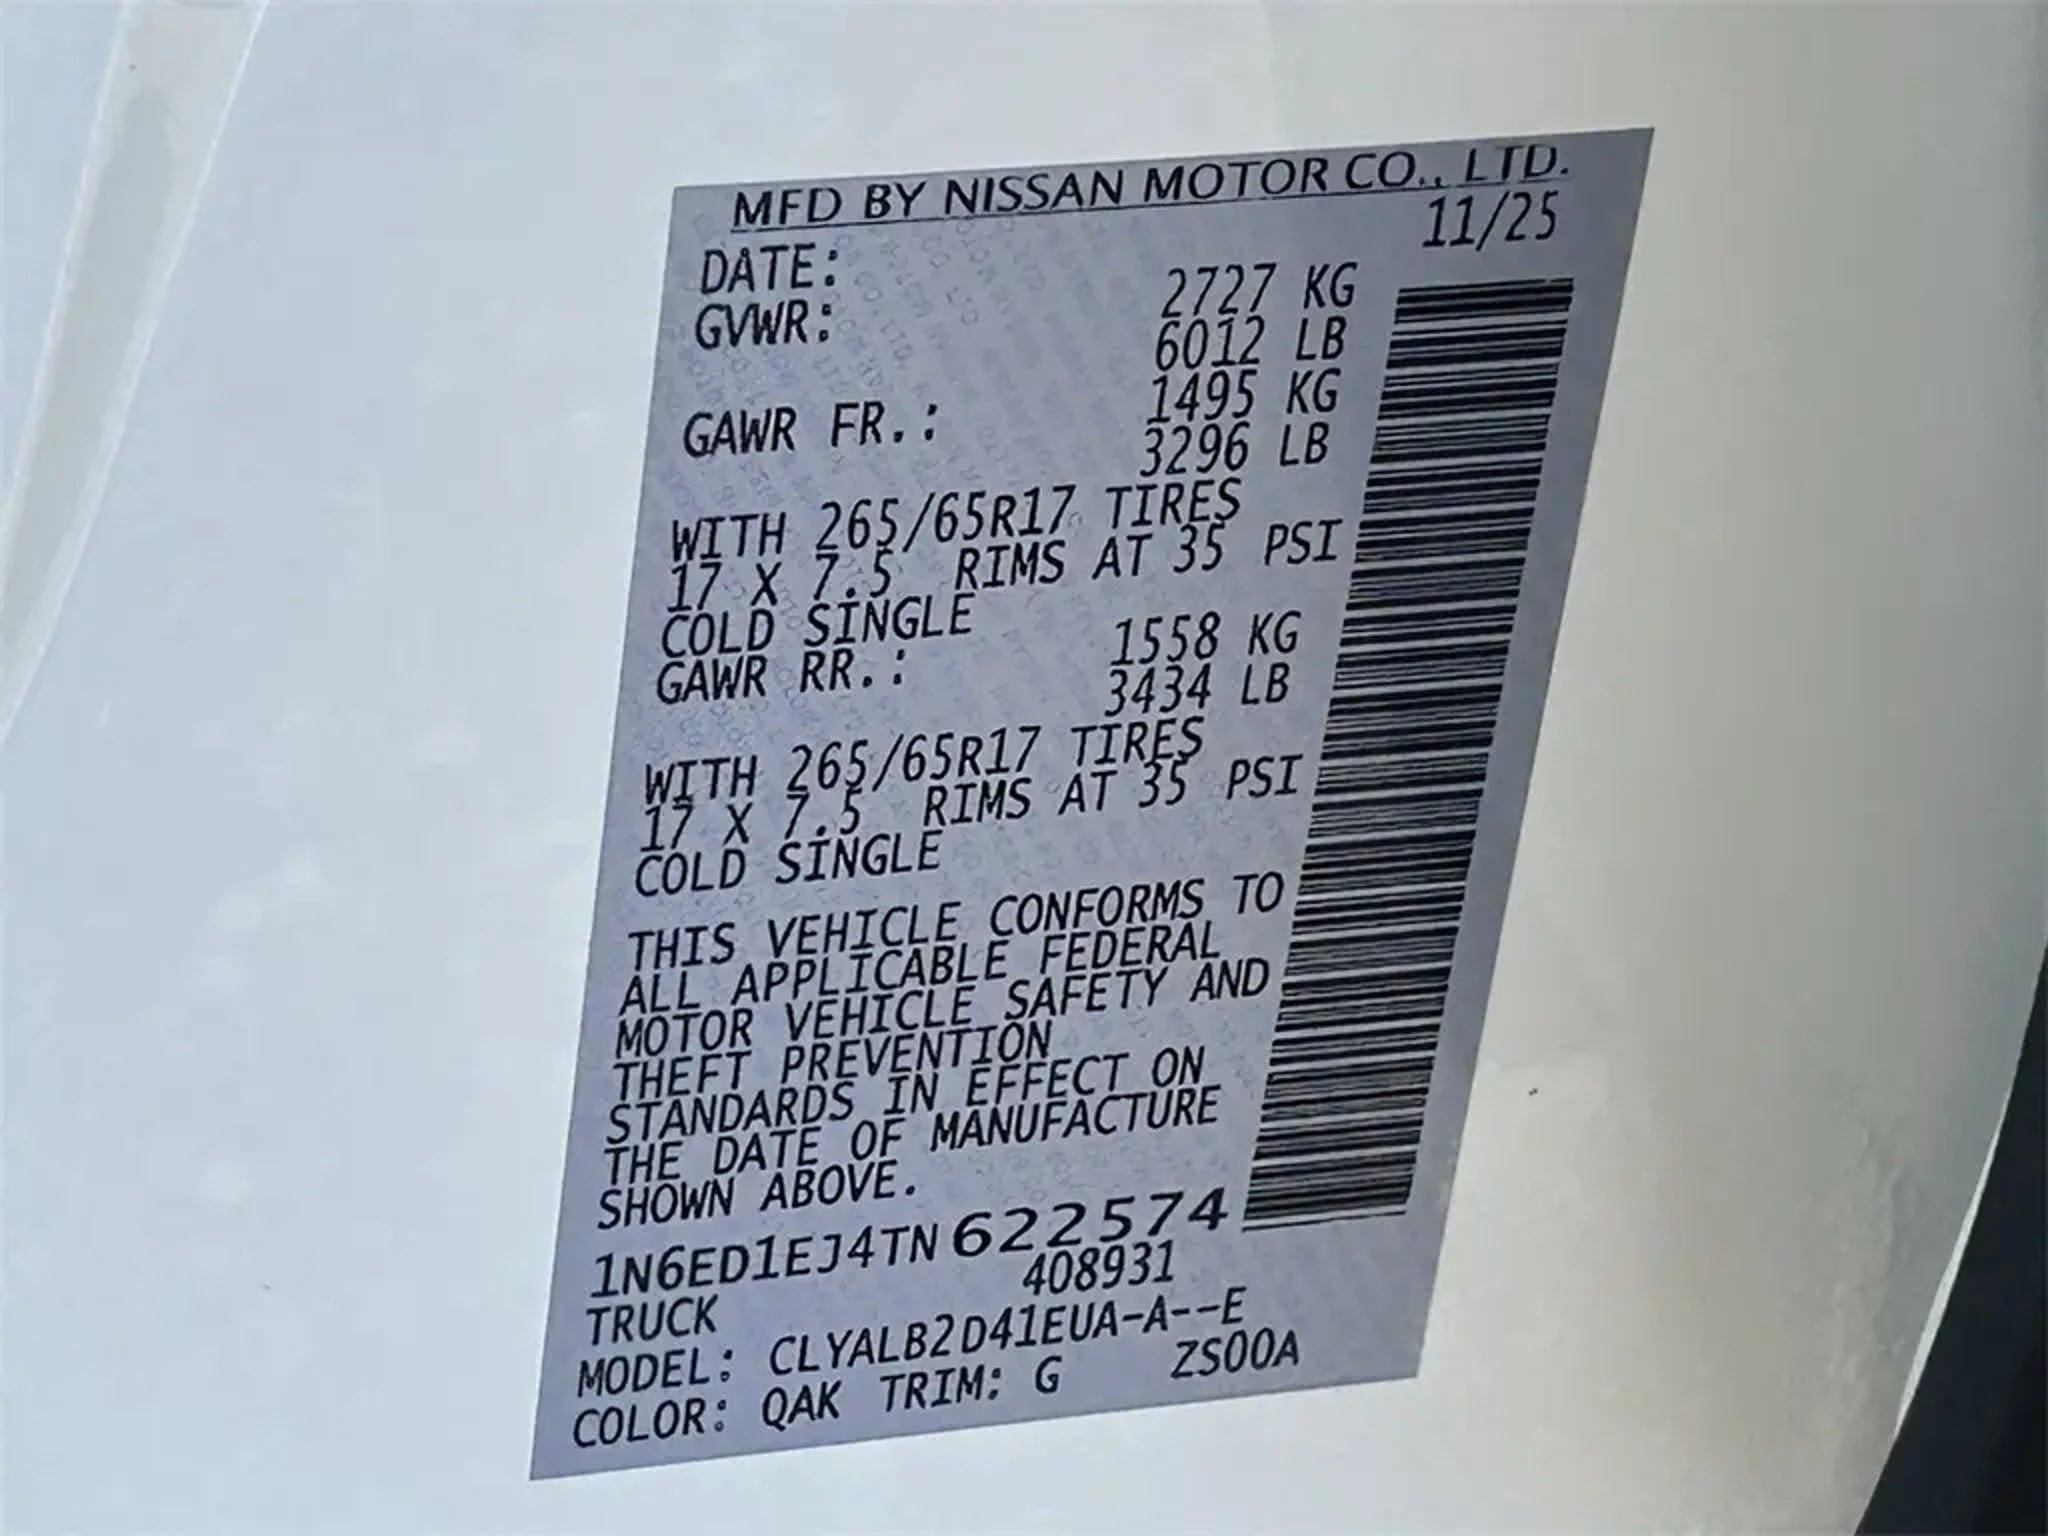 MFD BY NISSAN MOTOR CO., LTD.
DATE: 11/25
GVWR: 2727 KG
6012 LB
GAWR FR.: 1495 KG
3296 LB
WITH 265/65R17 TIRES
17 X 7.5 RIMS AT 35 PSI
COLD SINGLE
GAWR RR.: 1558 KG
3434 LB
WITH 265/65R17 TIRES
17 X 7.5 RIMS AT 35 PSI
COLD SINGLE
THIS VEHICLE CONFORMS TO
ALL APPLICABLE FEDERAL
MOTOR VEHICLE SAFETY AND
THEFT PREVENTION
STANDARDS IN EFFECT ON
THE DATE OF MANUFACTURE
SHOWN ABOVE.
1N6ED1EJ4TN622574
TRUCK 408931
MODEL: CLYALB2D41EUA-A--E
COLOR: QAK TRIM: G ZS00A